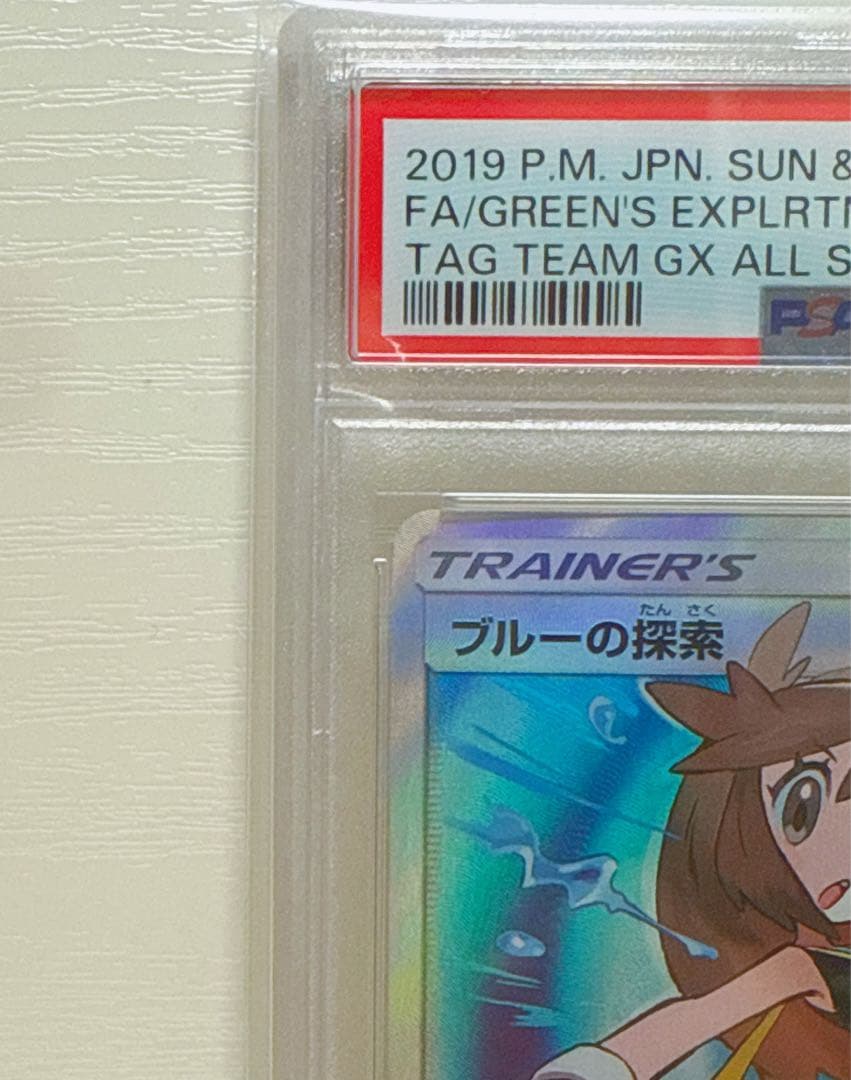 2019 P.M. JPN. SUN &
FA/GREEN'S EXPLRTN
TAG TEAM GX ALL S
PSA
TRAINER'S
たん さく
ブルーの探索